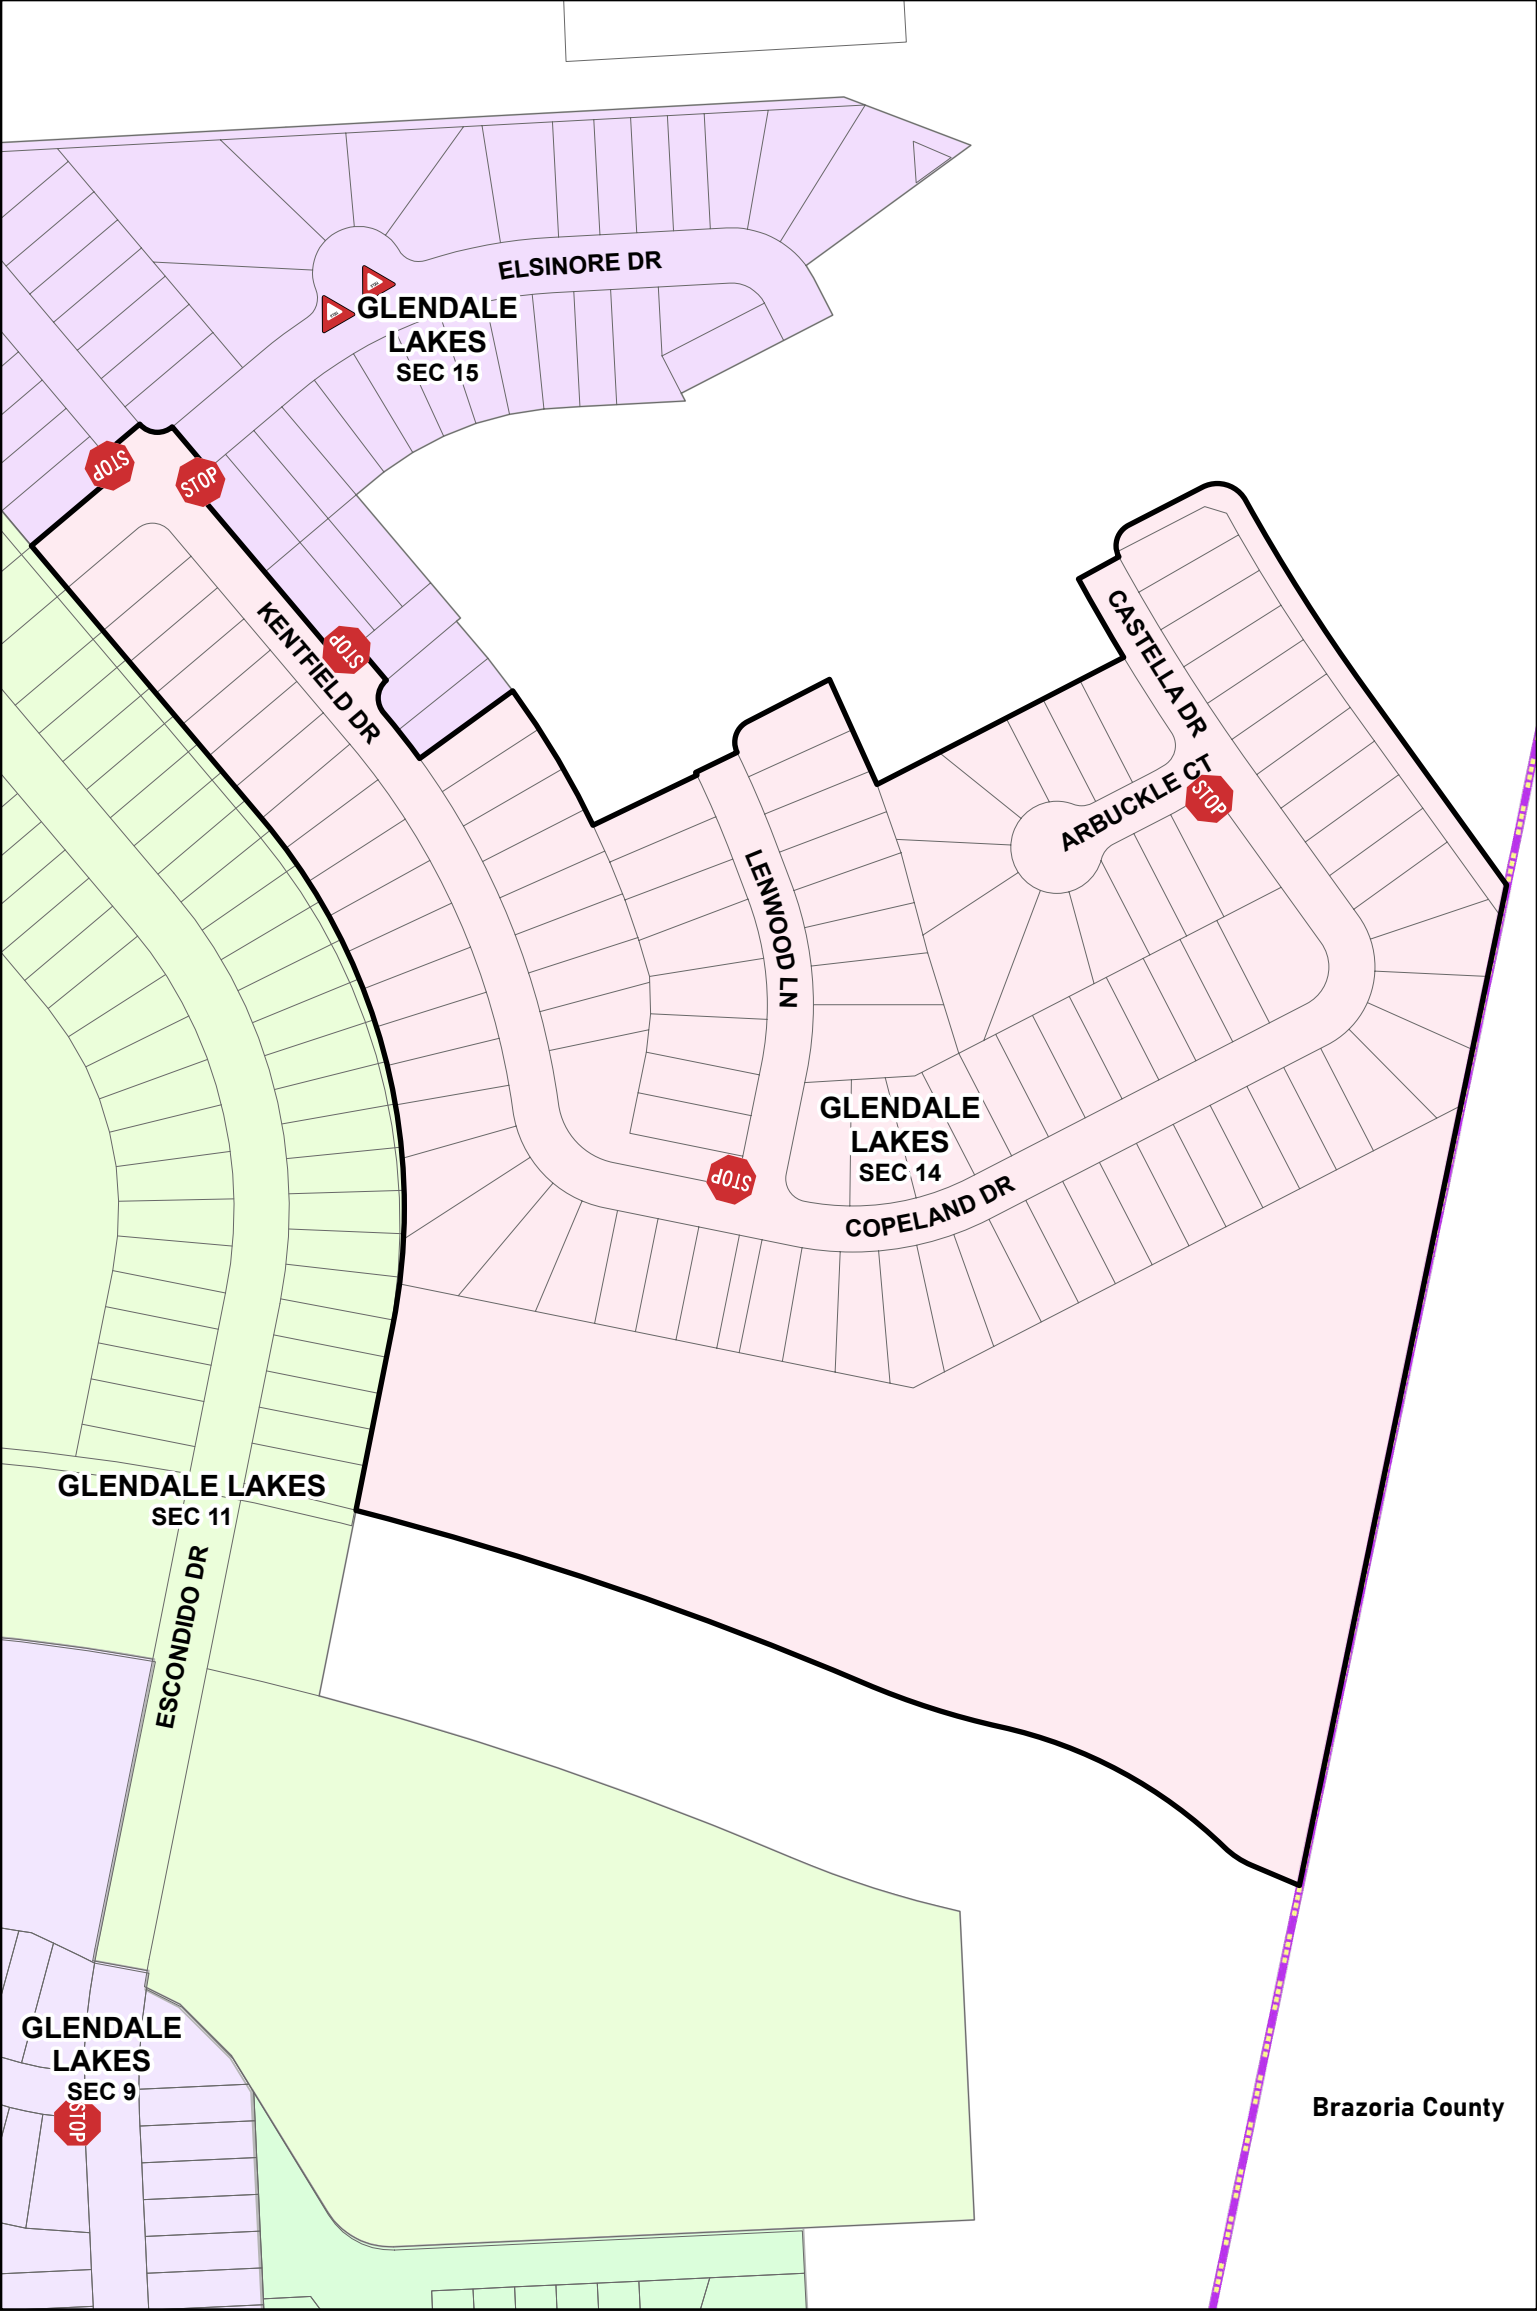 ELSINORE DR
GLENDALE
LAKES
SEC 15
STOP
STOP
STOP
KENTFIELD DR
CASTELLA DR
ARBUCKLE CT
STOP
LENWOOD LN
GLENDALE
LAKES
SEC 14
STOP
COPELAND DR
GLENDALE LAKES
SEC 11
ESCONDIDO DR
GLENDALE
LAKES
SEC 9
STOP
Brazoria County